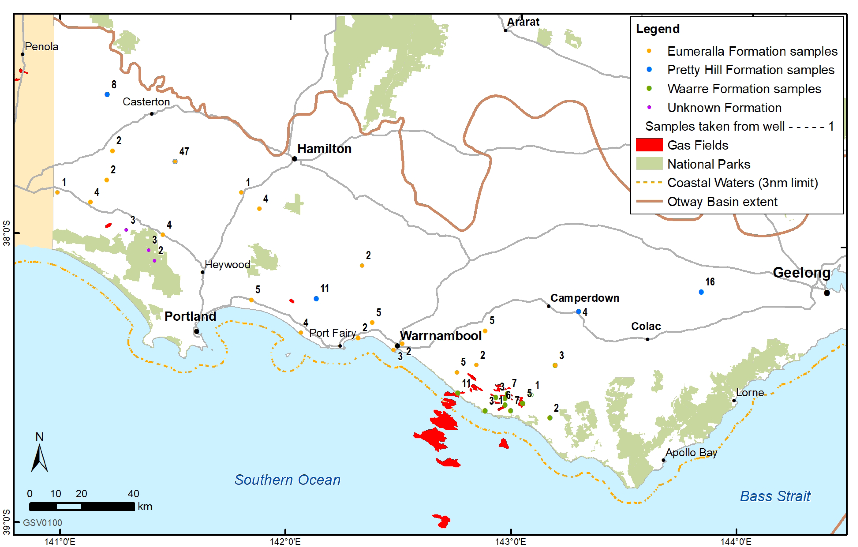 Ararat
Penola
8
Casterton
2
47
Hamilton
2
1
4
1
4
3
4
3
2
38°0'S
Heywood
2
5
11
16
Geelong
Camperdown
4
Portland
4
5
Port Fairy
2
Warrnambool
5
Colac
3
2
5
2
3
11
3
7
1
5
6
3
1
7
2
Lorne
Apollo Bay
Southern Ocean
Bass Strait
N
0 10 20 40
km
GSV0100
39°0'S
141°0'E
142°0'E
143°0'E
144°0'E
Legend
Eumeralla Formation samples
Pretty Hill Formation samples
Waarre Formation samples
Unknown Formation
Samples taken from well - - - - - 1
Gas Fields
National Parks
Coastal Waters (3nm limit)
Otway Basin extent